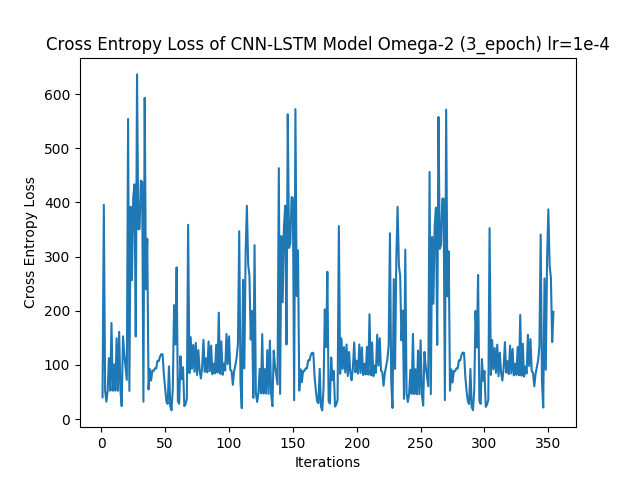 Cross Entropy Loss of CNN-LSTM Model Omega-2 (3_epoch) lr=1e-4
600
500
400
300
200
100
0
Cross Entropy Loss
0 50 100 150 200 250 300 350
Iterations